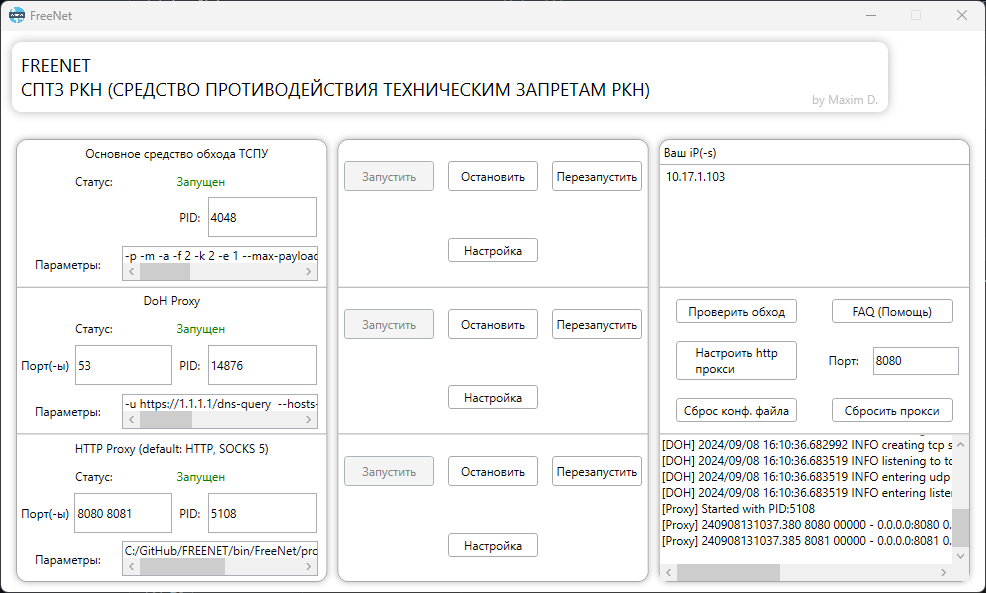 FreeNet
FREENET
СПТЗ РКН (СРЕДСТВО ПРОТИВОДЕЙСТВИЯ ТЕХНИЧЕСКИМ ЗАПРЕТАМ РКН)
by Maxim D.
Основное средство обхода ТСПУ
Статус: Запущен
PID: 4048
Параметры: -p -m -a -f 2 -k 2 -e 1 --max-payload
Запустить Остановить Перезапустить
Настройка
DoH Proxy
Статус: Запущен
Порт(-ы) 53 PID: 14876
Параметры: -u https://1.1.1.1/dns-query --hosts-
Запустить Остановить Перезапустить
Настройка
HTTP Proxy (default: HTTP, SOCKS 5)
Статус: Запущен
Порт(-ы) 8080 8081 PID: 5108
Параметры: C:/GitHub/FREENET/bin/FreeNet/pro
Запустить Остановить Перезапустить
Настройка
Ваш iP(-s)
10.17.1.103
Проверить обход FAQ (Помощь)
Настроить http
прокси
Порт: 8080
Сброс конф. файла Сбросить прокси
[DOH] 2024/09/08 16:10:36.682992 INFO creating tcp s
[DOH] 2024/09/08 16:10:36.683519 INFO listening to tc
[DOH] 2024/09/08 16:10:36.683519 INFO entering udp
[DOH] 2024/09/08 16:10:36.683519 INFO entering liste
[Proxy] Started with PID:5108
[Proxy] 240908131037.380 8080 00000 - 0.0.0.0:8080 0.
[Proxy] 240908131037.385 8081 00000 - 0.0.0.0:8081 0.